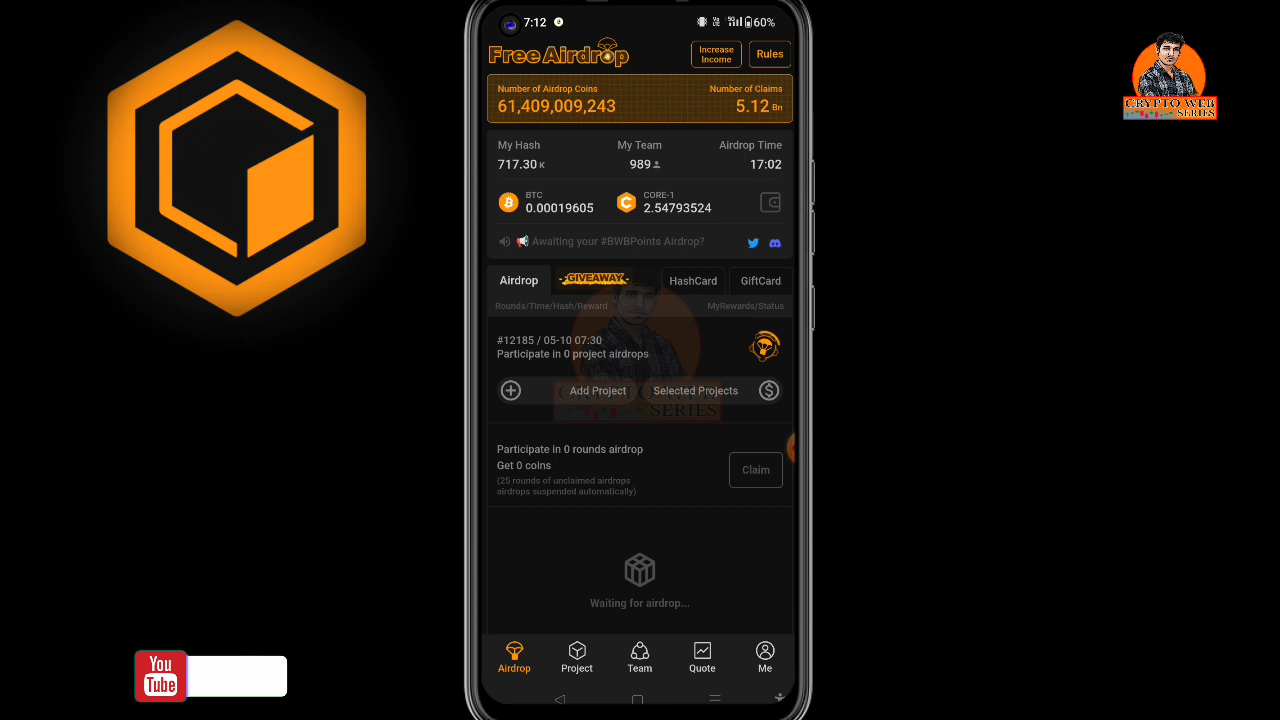 7:12
60%
Free Airdrop
Increase
Income
Rules
Number of Airdrop Coins
Number of Claims
61,409,009,243
5.12 Bn
My Hash
My Team
Airdrop Time
717.30 K
989
17:02
BTC
0.00019605
CORE-1
2.54793524
Awaiting your #BWBPoints Airdrop?
Airdrop
GIVEAWAY
HashCard
GiftCard
Rounds/Time/Hash/Reward
MyRewards/Status
#12185 / 05-10 07:30
Participate in 0 project airdrops
Add Project
Selected Projects
Participate in 0 rounds airdrop
Get 0 coins
(25 rounds of unclaimed airdrops
airdrops suspended automatically)
Claim
Waiting for airdrop...
Airdrop
Project
Team
Quote
Me
CRYPTO WEB
SERIES
CRYPTO WEB
SERIES
You
Tube